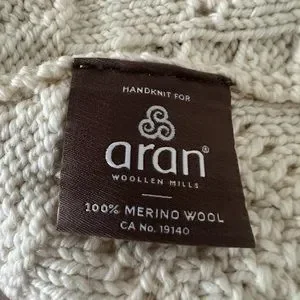 HANDKNIT FOR
aran®
WOOLLEN MILLS
100% MERINO WOOL
CA No. 19140